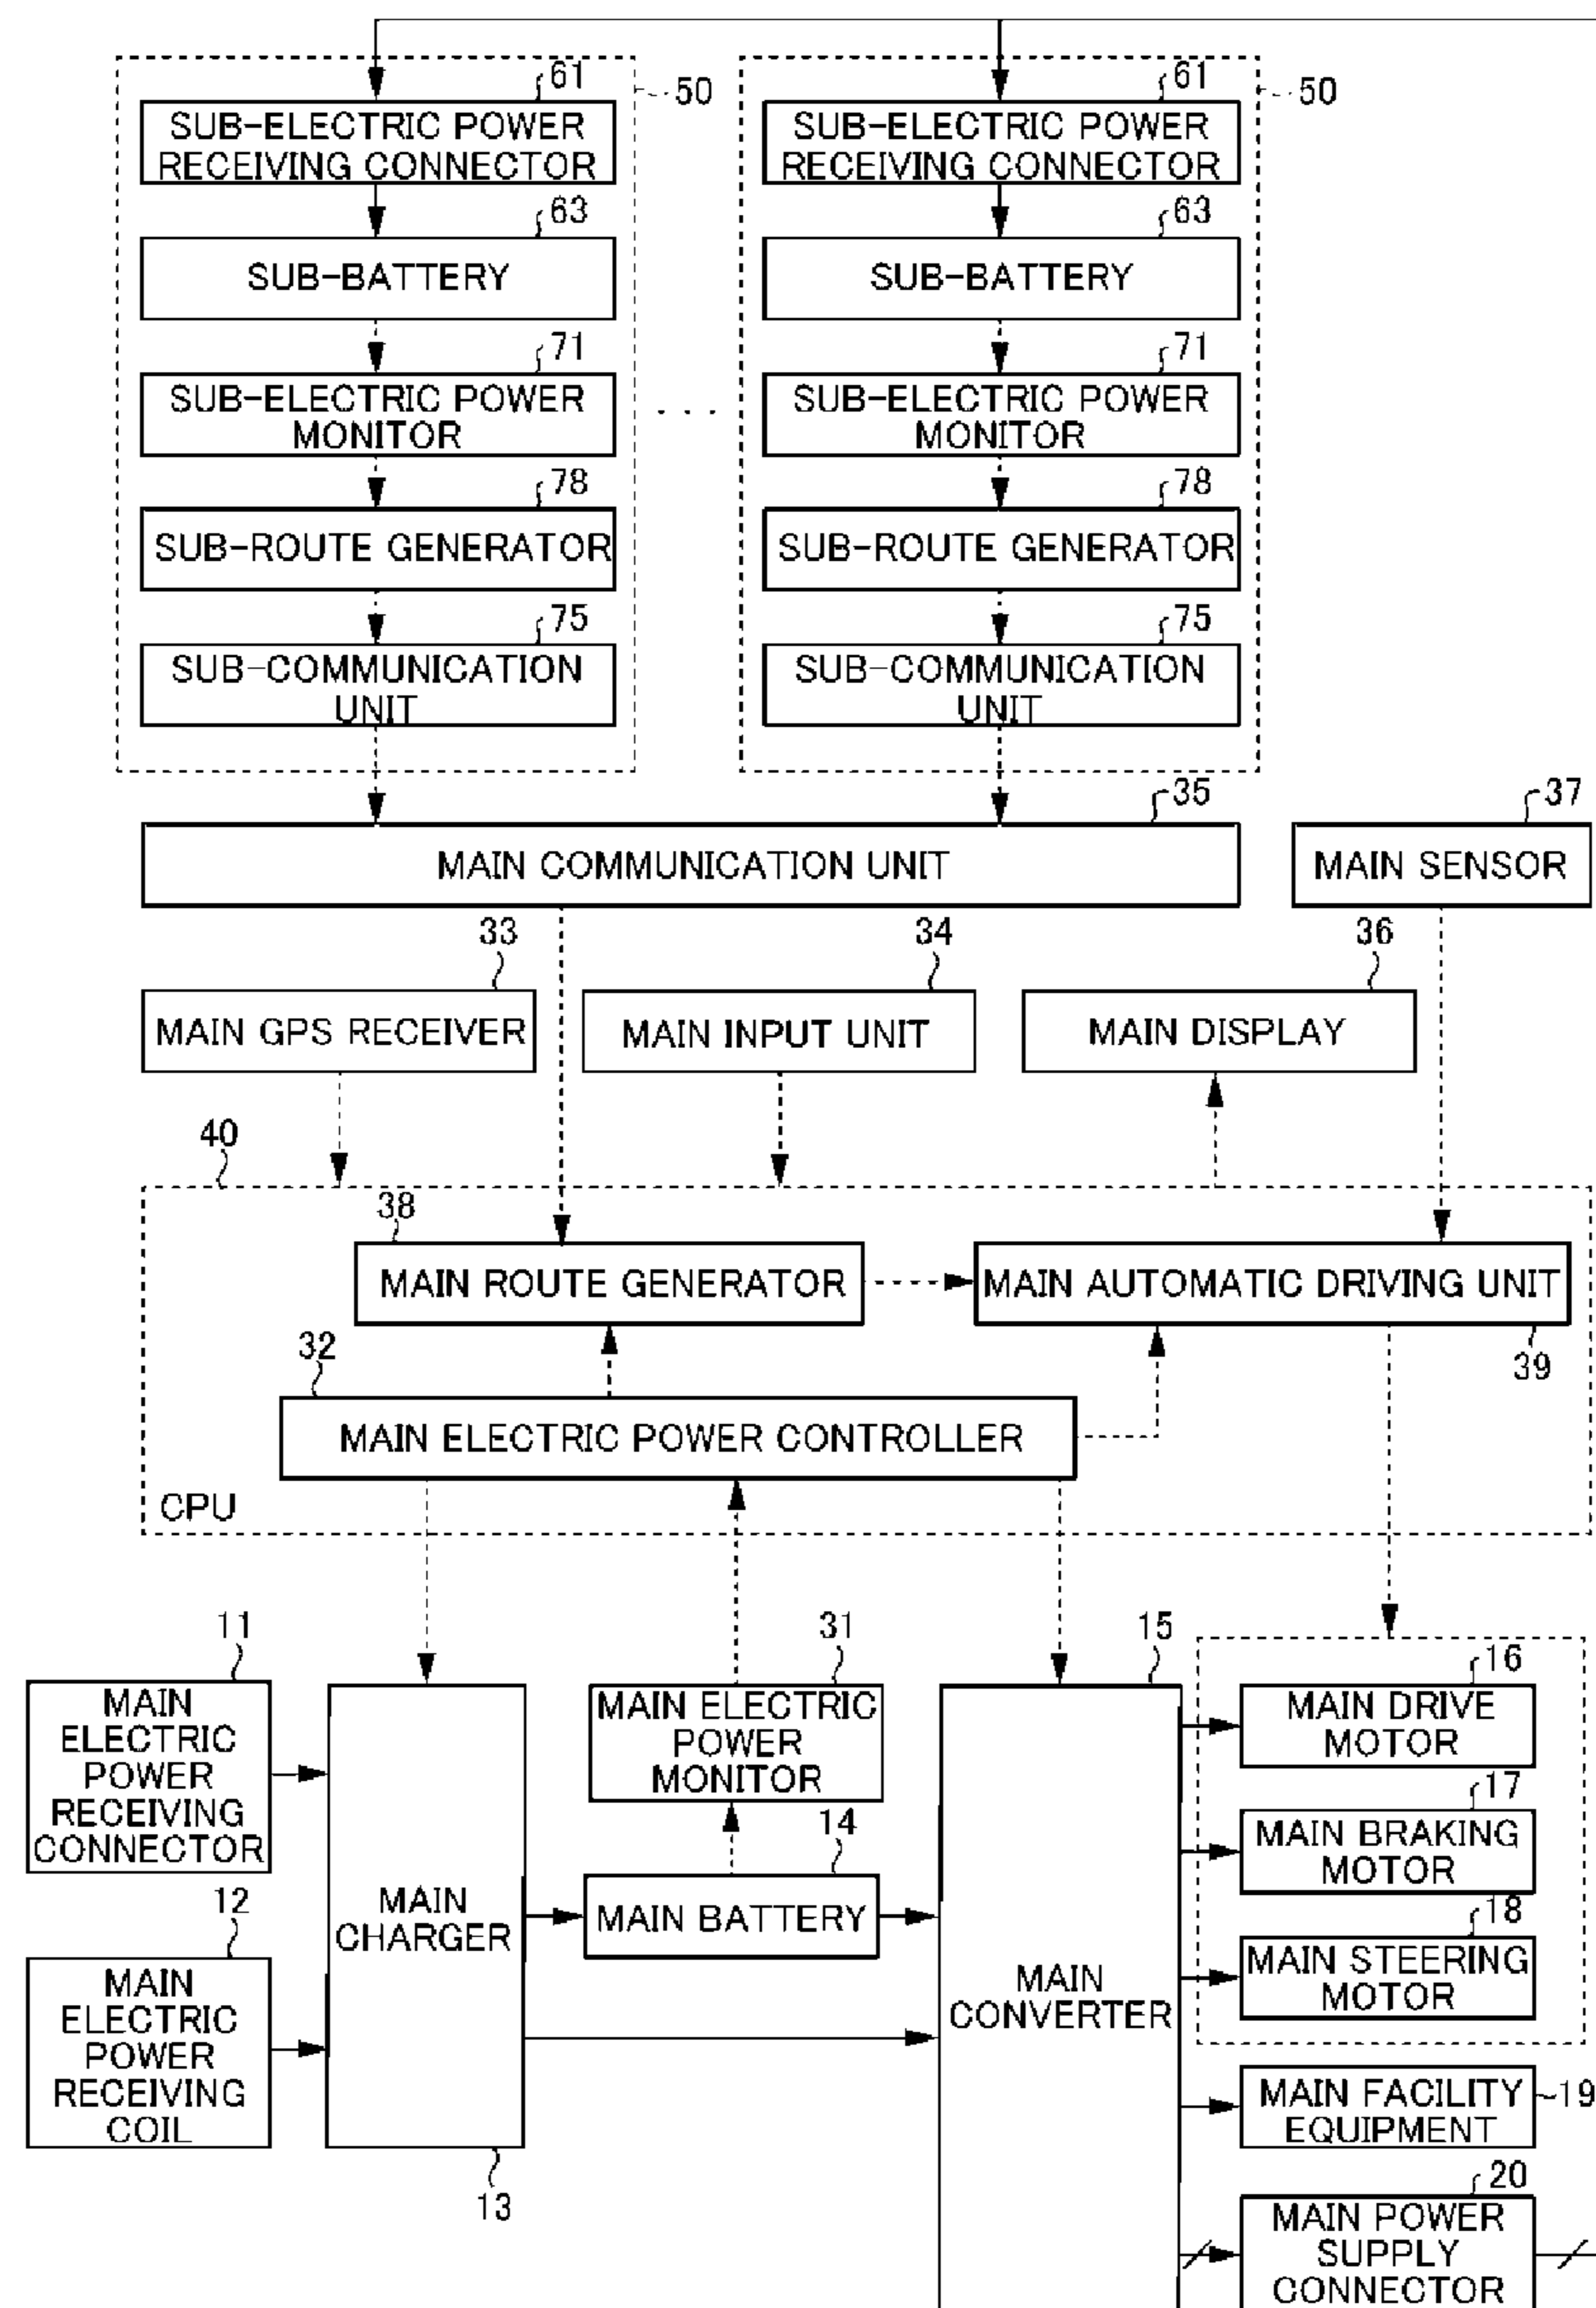 61
50
SUB-ELECTRIC POWER
RECEIVING CONNECTOR
63
SUB-BATTERY
71
SUB-ELECTRIC POWER
MONITOR
78
SUB-ROUTE GENERATOR
75
SUB-COMMUNICATION
UNIT
. . .
61
50
SUB-ELECTRIC POWER
RECEIVING CONNECTOR
63
SUB-BATTERY
71
SUB-ELECTRIC POWER
MONITOR
78
SUB-ROUTE GENERATOR
75
SUB-COMMUNICATION
UNIT
35
MAIN COMMUNICATION UNIT
37
MAIN SENSOR
33
MAIN GPS RECEIVER
34
MAIN INPUT UNIT
36
MAIN DISPLAY
40
38
MAIN ROUTE GENERATOR
MAIN AUTOMATIC DRIVING UNIT
39
32
MAIN ELECTRIC POWER CONTROLLER
CPU
11
MAIN
ELECTRIC
POWER
RECEIVING
CONNECTOR
12
MAIN
ELECTRIC
POWER
RECEIVING
COIL
MAIN
CHARGER
13
31
MAIN ELECTRIC
POWER
MONITOR
14
MAIN BATTERY
15
MAIN
CONVERTER
16
MAIN DRIVE
MOTOR
17
MAIN BRAKING
MOTOR
18
MAIN STEERING
MOTOR
MAIN FACILITY
EQUIPMENT
19
20
MAIN POWER
SUPPLY
CONNECTOR